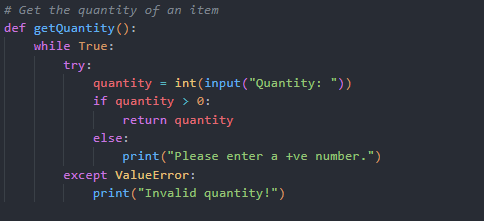 # Get the quantity of an item
def getQuantity():
    while True:
        try:
            quantity = int(input("Quantity: "))
            if quantity > 0:
                return quantity
            else:
                print("Please enter a +ve number.")
        except ValueError:
            print("Invalid quantity!")